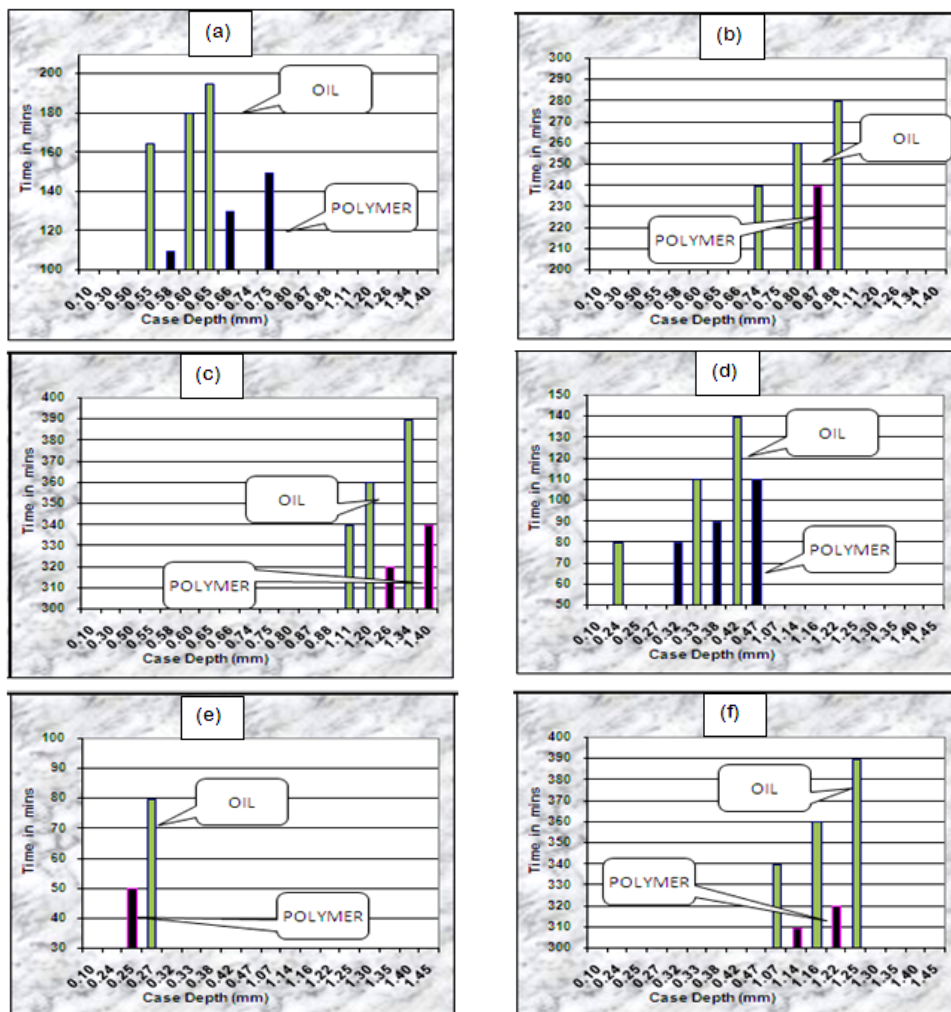 (a)
Time in mins
200
180
160
140
120
100
OIL
POLYMER
0.10 0.30 0.50 0.55 0.58 0.60 0.65 0.66 0.74 0.75 0.80 0.87 0.88 1.11 1.20 1.26 1.34 1.40
Case Depth (mm)
(b)
Time in mins
300
290
280
270
260
250
240
230
220
210
200
OIL
POLYMER
0.10 0.30 0.50 0.55 0.58 0.60 0.65 0.66 0.74 0.75 0.80 0.87 0.88 1.11 1.20 1.26 1.34 1.40
Case Depth (mm)
(c)
Time in mins
400
390
380
370
360
350
340
330
320
310
300
OIL
POLYMER
0.10 0.30 0.50 0.55 0.58 0.60 0.65 0.66 0.74 0.75 0.80 0.87 0.88 1.11 1.20 1.26 1.34 1.40
Case Depth (mm)
(d)
Time in mins
150
140
130
120
110
100
90
80
70
60
50
OIL
POLYMER
0.10 0.24 0.25 0.27 0.32 0.33 0.38 0.42 0.47 1.07 1.14 1.16 1.22 1.25 1.30 1.35 1.40 1.45
Case Depth (mm)
(e)
Time in mins
100
90
80
70
60
50
40
30
OIL
POLYMER
0.10 0.24 0.25 0.27 0.32 0.33 0.38 0.42 0.47 1.07 1.14 1.16 1.22 1.25 1.30 1.35 1.40 1.45
Case Depth (mm)
(f)
Time in mins
400
390
380
370
360
350
340
330
320
310
300
OIL
POLYMER
0.10 0.24 0.25 0.27 0.32 0.33 0.38 0.42 0.47 1.07 1.14 1.16 1.22 1.25 1.30 1.35 1.40 1.45
Case Depth (mm)